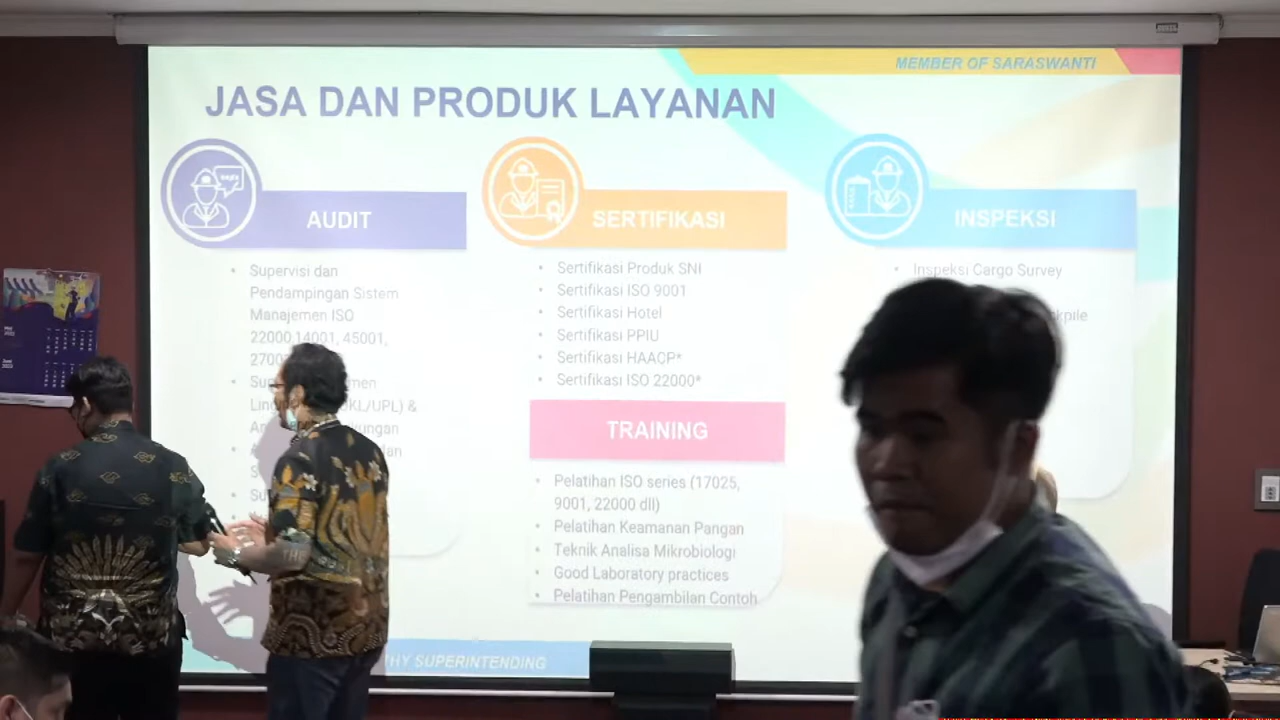 MEMBER OF SARASWANTI
JASA DAN PRODUK LAYANAN
AUDIT
• Supervisi dan
Pendampingan Sistem
Manajemen ISO
22000,14001, 45001,
SERTIFIKASI
• Sertifikasi Produk SNI
• Sertifikasi ISO 9001
• Sertifikasi Hotel
• Sertifikasi PPIU
• Sertifikasi HAACP*
• Sertifikasi ISO 22000*
TRAINING
• Pelatihan ISO series (17025,
9001, 22000 dll)
• Pelatihan Keamanan Pangan
• Teknik Analisa Mikrobiologi
• Good Laboratory practices
• Pelatihan Pengambilan Contoh
INSPEKSI
• Inspeksi Cargo Survey
SUPERINTENDING